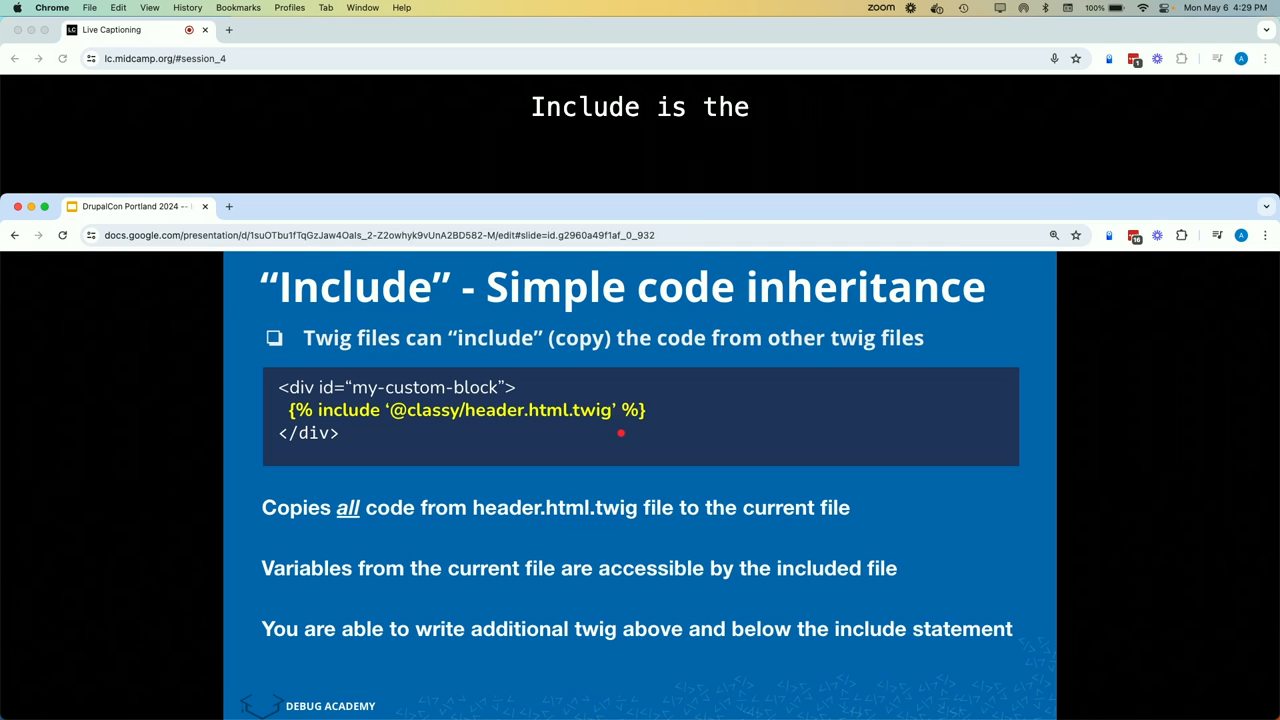 Chrome File Edit View History Bookmarks Profiles Tab Window Help zoom 100% Mon May 6 4:29 PM
LC Live Captioning
lc.midcamp.org/#session_4 1 A
Include is the
DrupalCon Portland 2024 --
docs.google.com/presentation/d/1suOTbu1fTqGzJaw4OaIs_2-Z2owhyk9vUnA2BD582-M/edit#slide=id.g2960a49f1af_0_932 16 A
“Include” - Simple code inheritance
❏ Twig files can “include” (copy) the code from other twig files
<div id=“my-custom-block”>
{% include ‘@classy/header.html.twig’ %}
</div>
Copies all code from header.html.twig file to the current file
Variables from the current file are accessible by the included file
You are able to write additional twig above and below the include statement
DEBUG ACADEMY